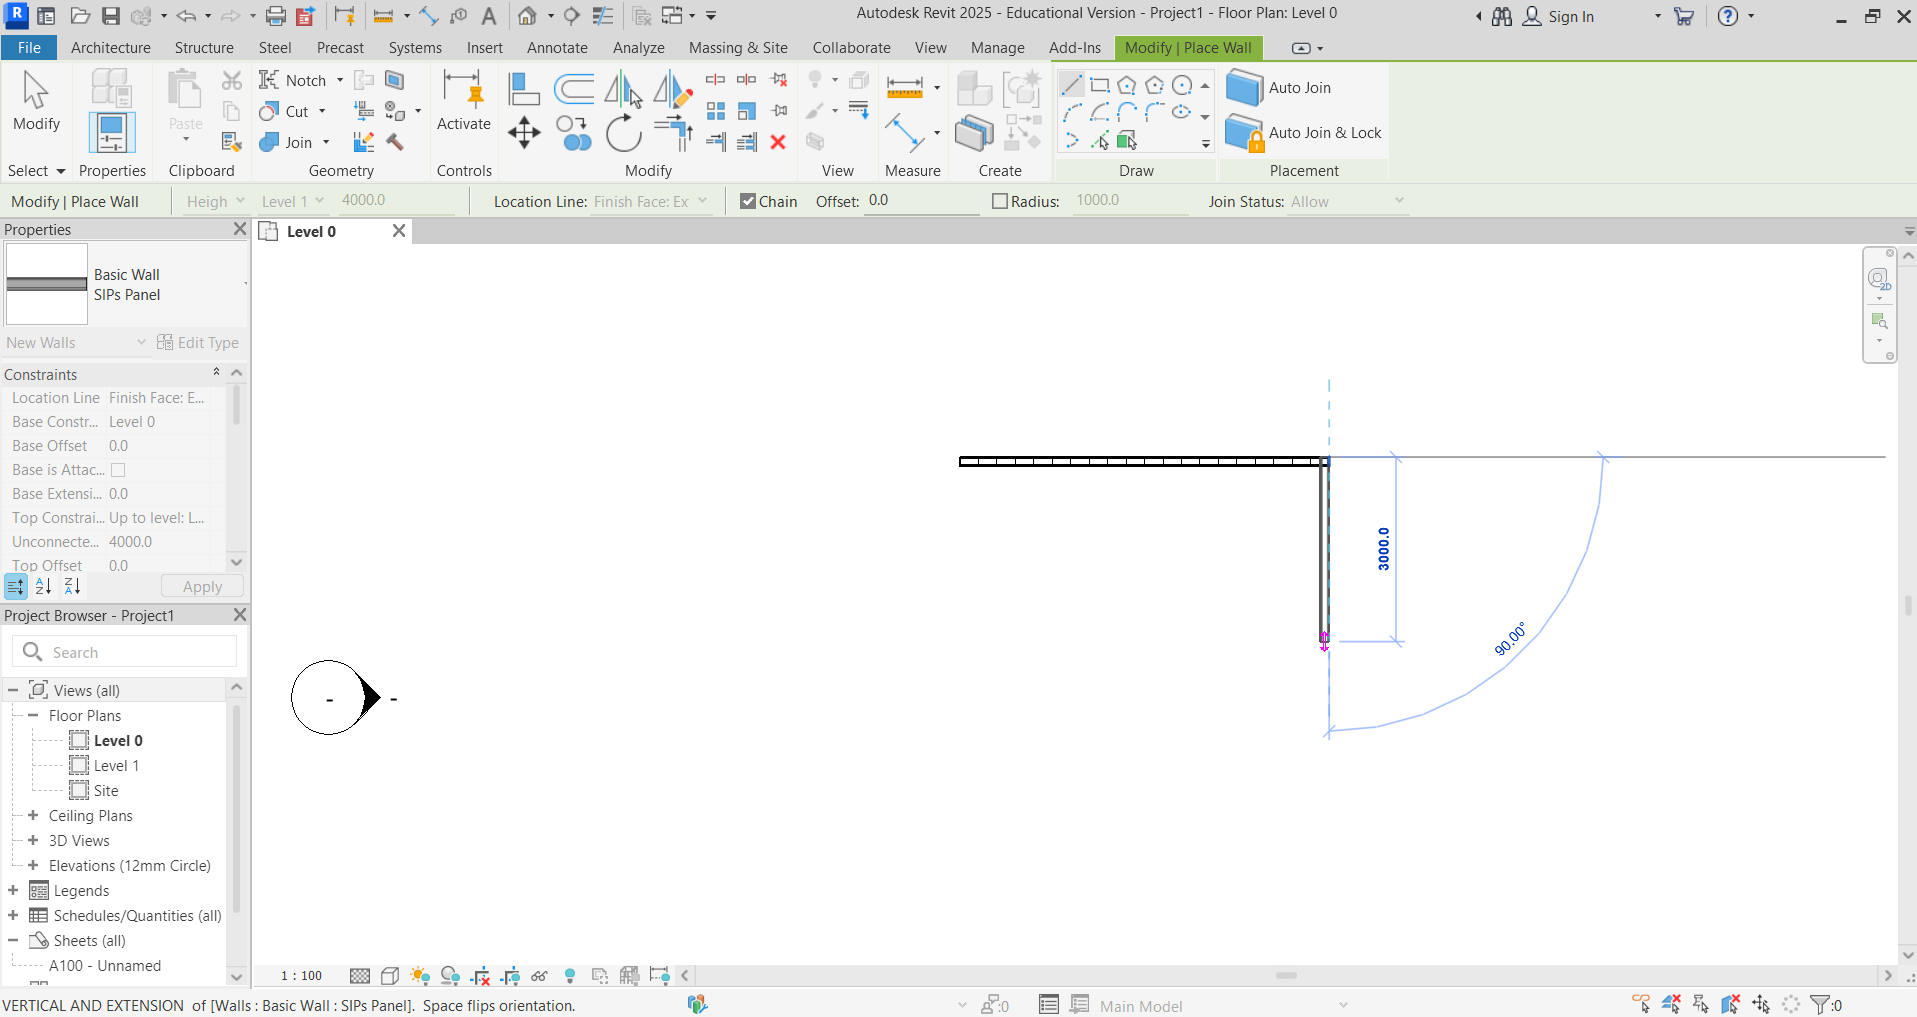 R
Autodesk Revit 2025 - Educational Version - Project1 - Floor Plan: Level 0
Sign In
File
Architecture
Structure
Steel
Precast
Systems
Insert
Annotate
Analyze
Massing & Site
Collaborate
View
Manage
Add-Ins
Modify | Place Wall
Modify
Paste
Notch
Cut
Join
Activate
Auto Join
Auto Join & Lock
Select
Properties
Clipboard
Geometry
Controls
Modify
View
Measure
Create
Draw
Placement
Modify | Place Wall
Heigh
Level 1
4000.0
Location Line: Finish Face: Ex
Chain
Offset: 0.0
Radius: 1000.0
Join Status: Allow
Properties
Level 0
Basic Wall
SIPs Panel
2D
New Walls
Edit Type
Constraints
Location Line Finish Face: E...
Base Constr... Level 0
Base Offset 0.0
Base is Attac...
Base Extensi... 0.0
Top Constrai... Up to level: L...
Unconnecte... 4000.0
Top Offset 0.0
Apply
3000.0
90.00°
Project Browser - Project1
Search
Views (all)
Floor Plans
Level 0
Level 1
Site
Ceiling Plans
3D Views
Elevations (12mm Circle)
Legends
Schedules/Quantities (all)
Sheets (all)
A100 - Unnamed
- -
1 : 100
VERTICAL AND EXTENSION of [Walls : Basic Wall : SIPs Panel]. Space flips orientation.
:0
Main Model
:0